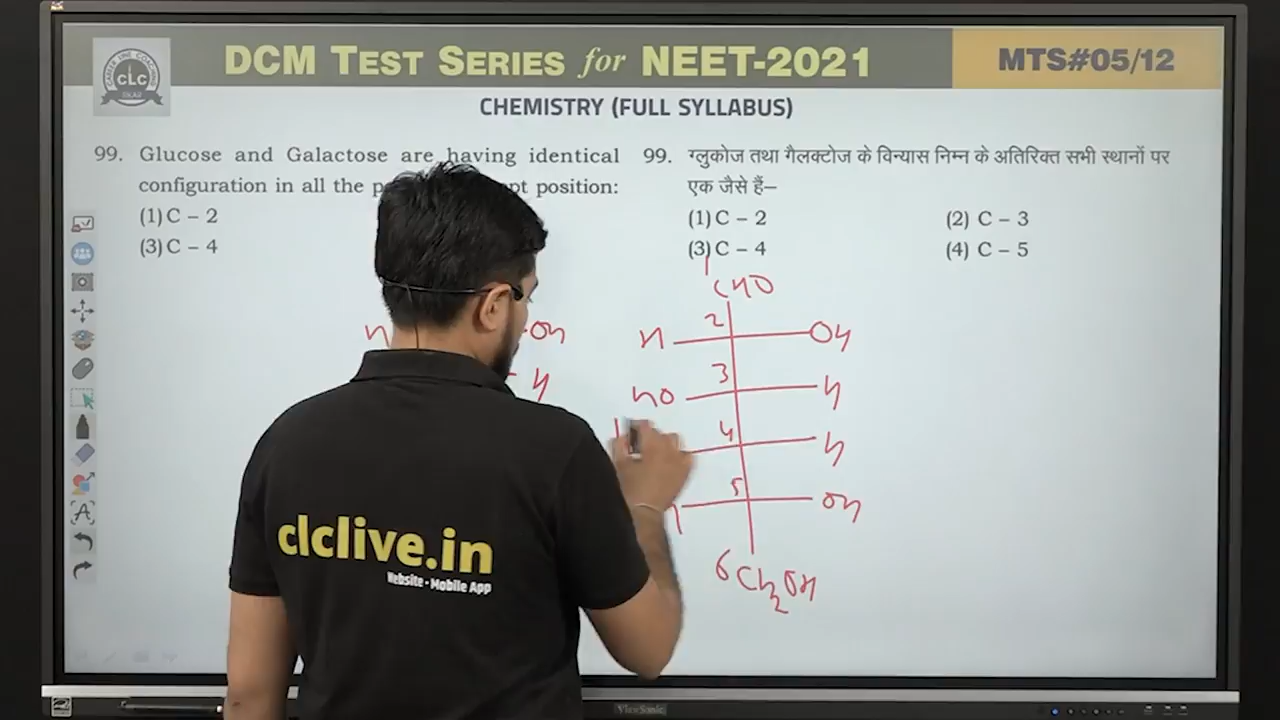 DCM TEST SERIES for NEET-2021
MTS#05/12
CLC
CHEMISTRY (FULL SYLLABUS)
99. Glucose and Galactose are having identical
configuration in all the position:
(1) C – 2
(3) C – 4
99. ग्लुकोज तथा गैलक्टोज के विन्यास निम्न के अतिरिक्त सभी स्थानों पर
एक जैसे हैं–
(1) C – 2 (2) C – 3
(3) C – 4 (4) C – 5
1
CHO
H OH 2 H OH
H 3 HO H
4 H
5 OH
6 CH2OH
clclive.in
Website • Mobile App
ViewSonic